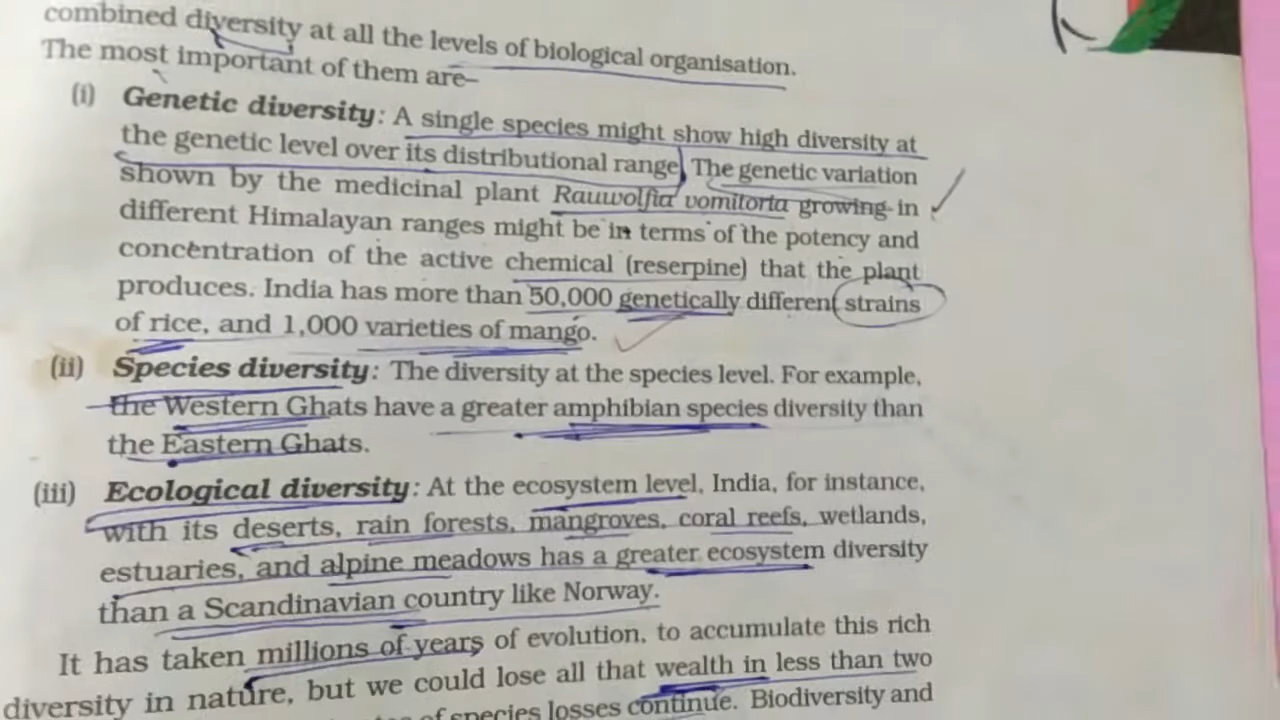 combined diversity at all the levels of biological organisation.
The most important of them are–
(i) Genetic diversity: A single species might show high diversity at
the genetic level over its distributional range. The genetic variation
shown by the medicinal plant Rauwolfia vomitoria growing in
different Himalayan ranges might be in terms of the potency and
concentration of the active chemical (reserpine) that the plant
produces. India has more than 50,000 genetically different strains
of rice, and 1,000 varieties of mango.
(ii) Species diversity: The diversity at the species level. For example,
the Western Ghats have a greater amphibian species diversity than
the Eastern Ghats.
(iii) Ecological diversity: At the ecosystem level, India, for instance,
with its deserts, rain forests, mangroves, coral reefs, wetlands,
estuaries, and alpine meadows has a greater ecosystem diversity
than a Scandinavian country like Norway.
It has taken millions of years of evolution, to accumulate this rich
diversity in nature, but we could lose all that wealth in less than two
of species losses continue. Biodiversity and